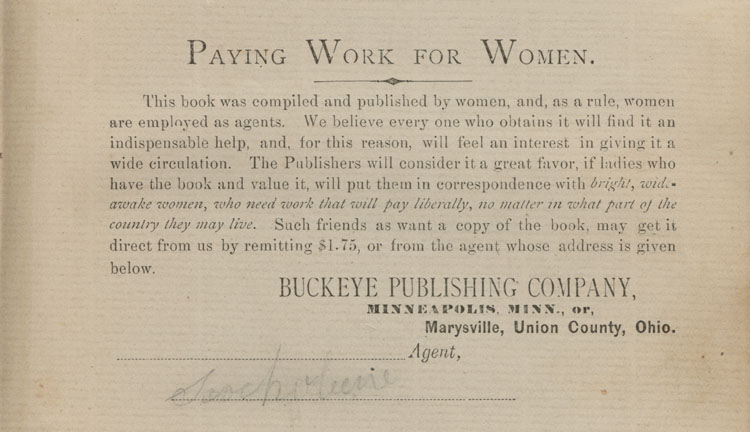 PAYING WORK FOR WOMEN.
This book was compiled and published by women, and, as a rule, women
are employed as agents. We believe every one who obtains it will find it an
indispensable help, and, for this reason, will feel an interest in giving it a
wide circulation. The Publishers will consider it a great favor, if ladies who
have the book and value it, will put them in correspondence with bright, wide-
awake women, who need work that will pay liberally, no matter in what part of the
country they may live. Such friends as want a copy of the book, may get it
direct from us by remitting $1.75, or from the agent whose address is given
below.
BUCKEYE PUBLISHING COMPANY,
MINNEAPOLIS, MINN., or,
Marysville, Union County, Ohio.
Agent,